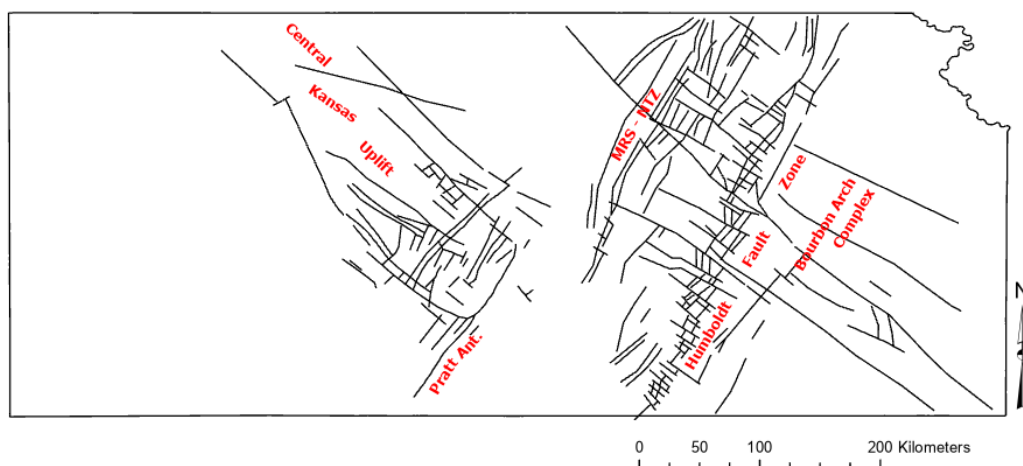 Central
Kansas
Uplift
Pratt Ant.
MRS - NTZ
Humboldt
Fault
Zone
Bourbon Arch
Complex
N
0 50 100 200 Kilometers